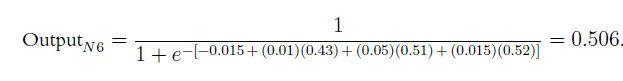 Output_{N6} = \frac{1}{1 + e^{-[-0.015 + (0.01)(0.43) + (0.05)(0.51) + (0.015)(0.52)]}} = 0.506.